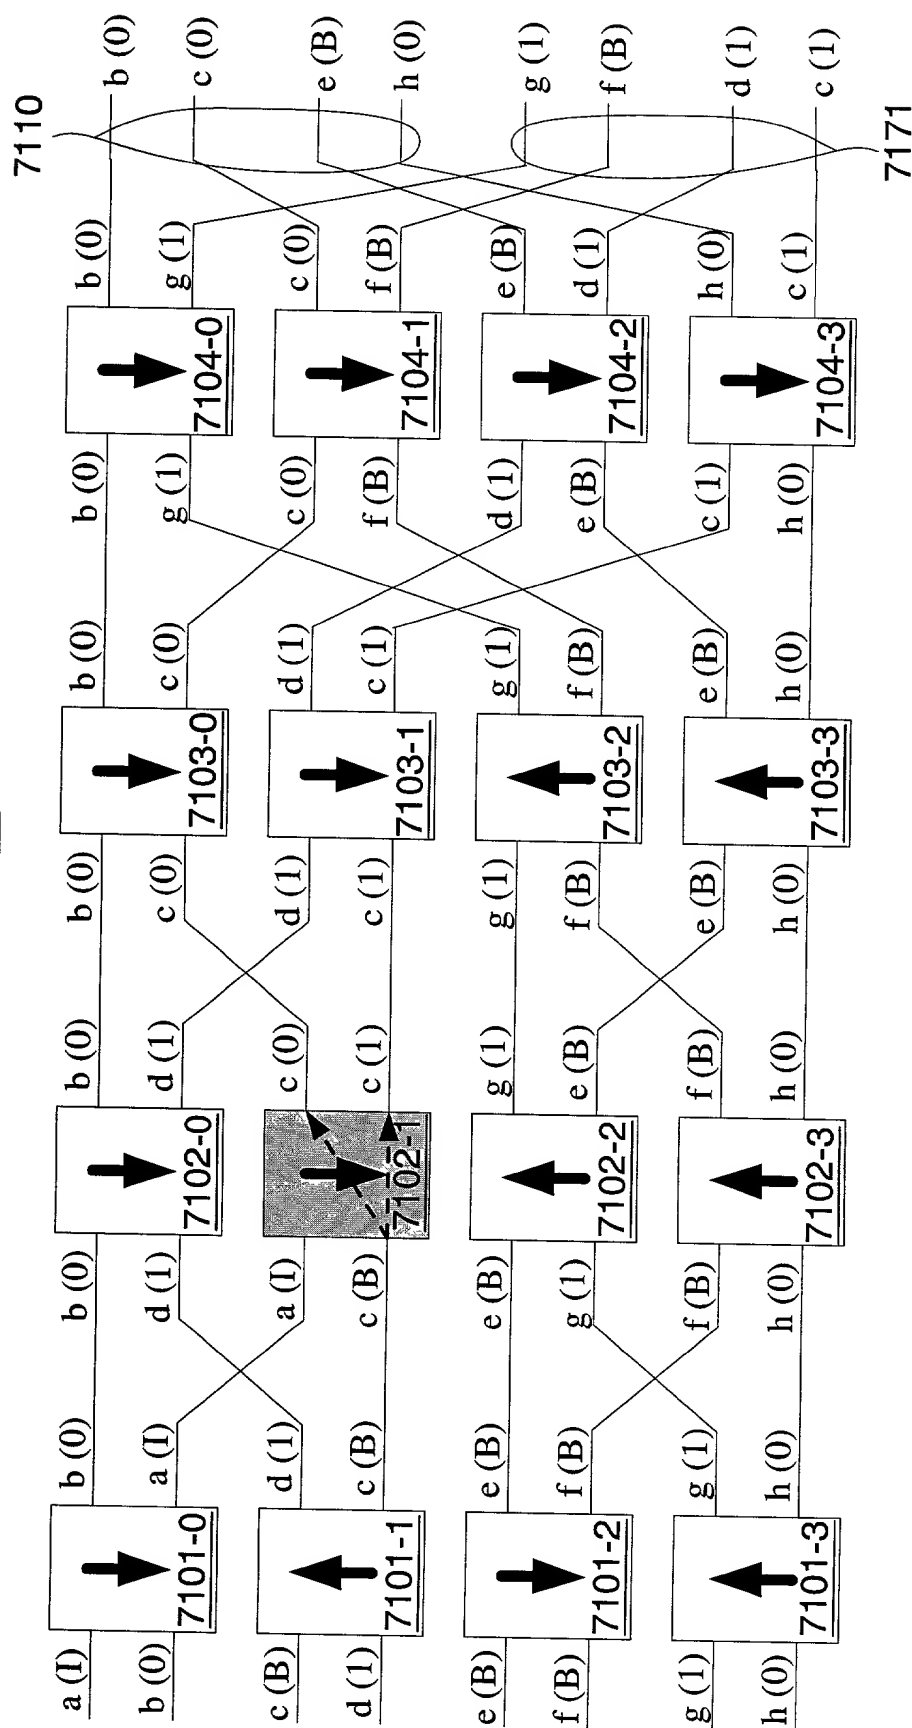 7110
a (I) b (0) b (0) b (0) b (0) b (0) b (0) b (0) b (0)
b (0) a (I) d (1) d (1) c (0) c (0) g (1) g (1) c (0)
7101-0 7102-0 7103-0 7104-0
c (B) d (1) a (I) c (0) d (1) d (1) c (0) c (0) e (B)
d (1) c (B) c (B) c (1) c (1) c (1) f (B) f (B) h (0)
7101-1 7102-1 7103-1 7104-1
e (B) e (B) e (B) g (1) g (1) g (1) d (1) e (B) g (1)
f (B) f (B) g (1) e (B) f (B) f (B) e (B) d (1) f (B)
7101-2 7102-2 7103-2 7104-2
g (1) g (1) f (B) f (B) e (B) e (B) c (1) h (0) d (1)
h (0) h (0) h (0) h (0) h (0) h (0) h (0) c (1) c (1)
7101-3 7102-3 7103-3 7104-3
7171